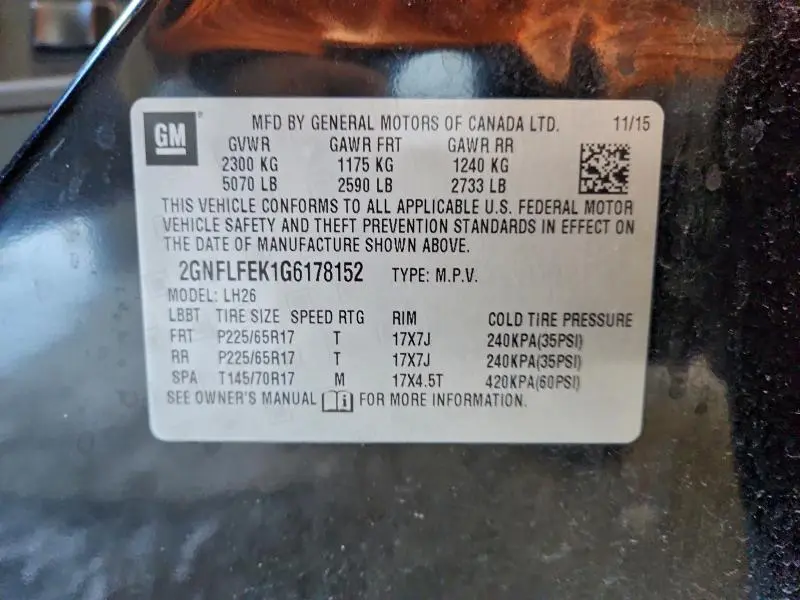 GM MFD BY GENERAL MOTORS OF CANADA LTD. 11/15
GVWR GAWR FRT GAWR RR
2300 KG 1175 KG 1240 KG
5070 LB 2590 LB 2733 LB
THIS VEHICLE CONFORMS TO ALL APPLICABLE U.S. FEDERAL MOTOR
VEHICLE SAFETY AND THEFT PREVENTION STANDARDS IN EFFECT ON
THE DATE OF MANUFACTURE SHOWN ABOVE.
2GNFLFEK1G6178152 TYPE: M.P.V.
MODEL: LH26
LBBT TIRE SIZE SPEED RTG RIM COLD TIRE PRESSURE
FRT P225/65R17 T 17X7J 240KPA(35PSI)
RR P225/65R17 T 17X7J 240KPA(35PSI)
SPA T145/70R17 M 17X4.5T 420KPA(60PSI)
SEE OWNER'S MANUAL i FOR MORE INFORMATION.